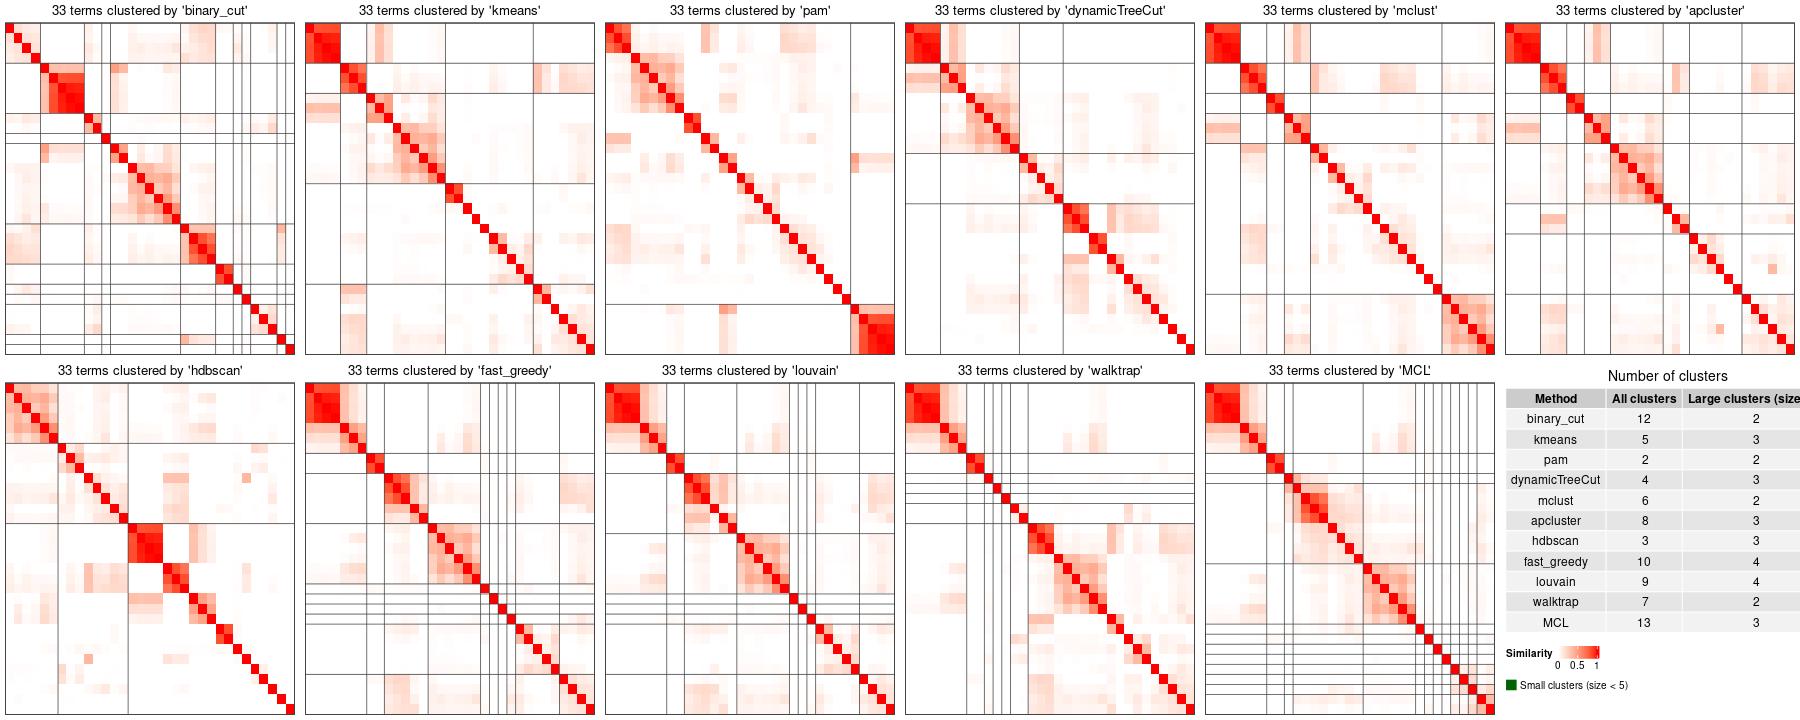 33 terms clustered by 'binary_cut'
33 terms clustered by 'kmeans'
33 terms clustered by 'pam'
33 terms clustered by 'dynamicTreeCut'
33 terms clustered by 'mclust'
33 terms clustered by 'apcluster'
33 terms clustered by 'hdbscan'
33 terms clustered by 'fast_greedy'
33 terms clustered by 'louvain'
33 terms clustered by 'walktrap'
33 terms clustered by 'MCL'
Number of clusters
Method All clusters Large clusters (size
binary_cut 12 2
kmeans 5 3
pam 2 2
dynamicTreeCut 4 3
mclust 6 2
apcluster 8 3
hdbscan 3 3
fast_greedy 10 4
louvain 9 4
walktrap 7 2
MCL 13 3
Similarity
0 0.5 1
Small clusters (size < 5)